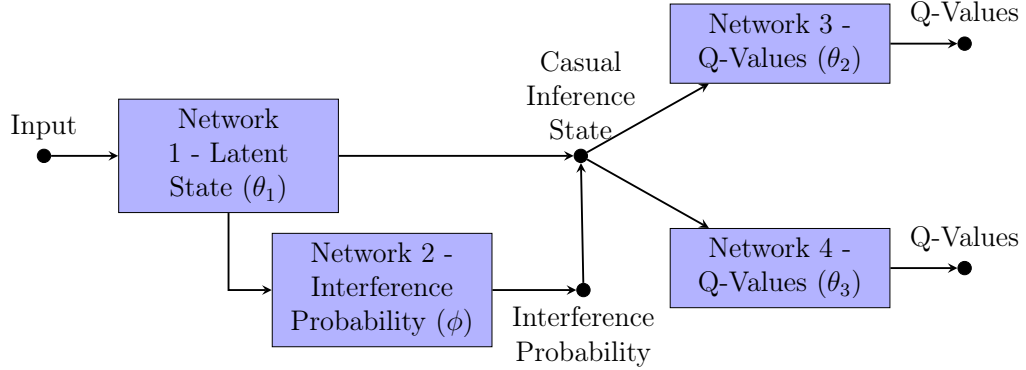 Input
Network
1 - Latent
State (θ₁)
Network 2 -
Interference
Probability (ϕ)
Interference
Probability
Casual
Inference
State
Network 3 -
Q-Values (θ₂)
Q-Values
Network 4 -
Q-Values (θ₃)
Q-Values